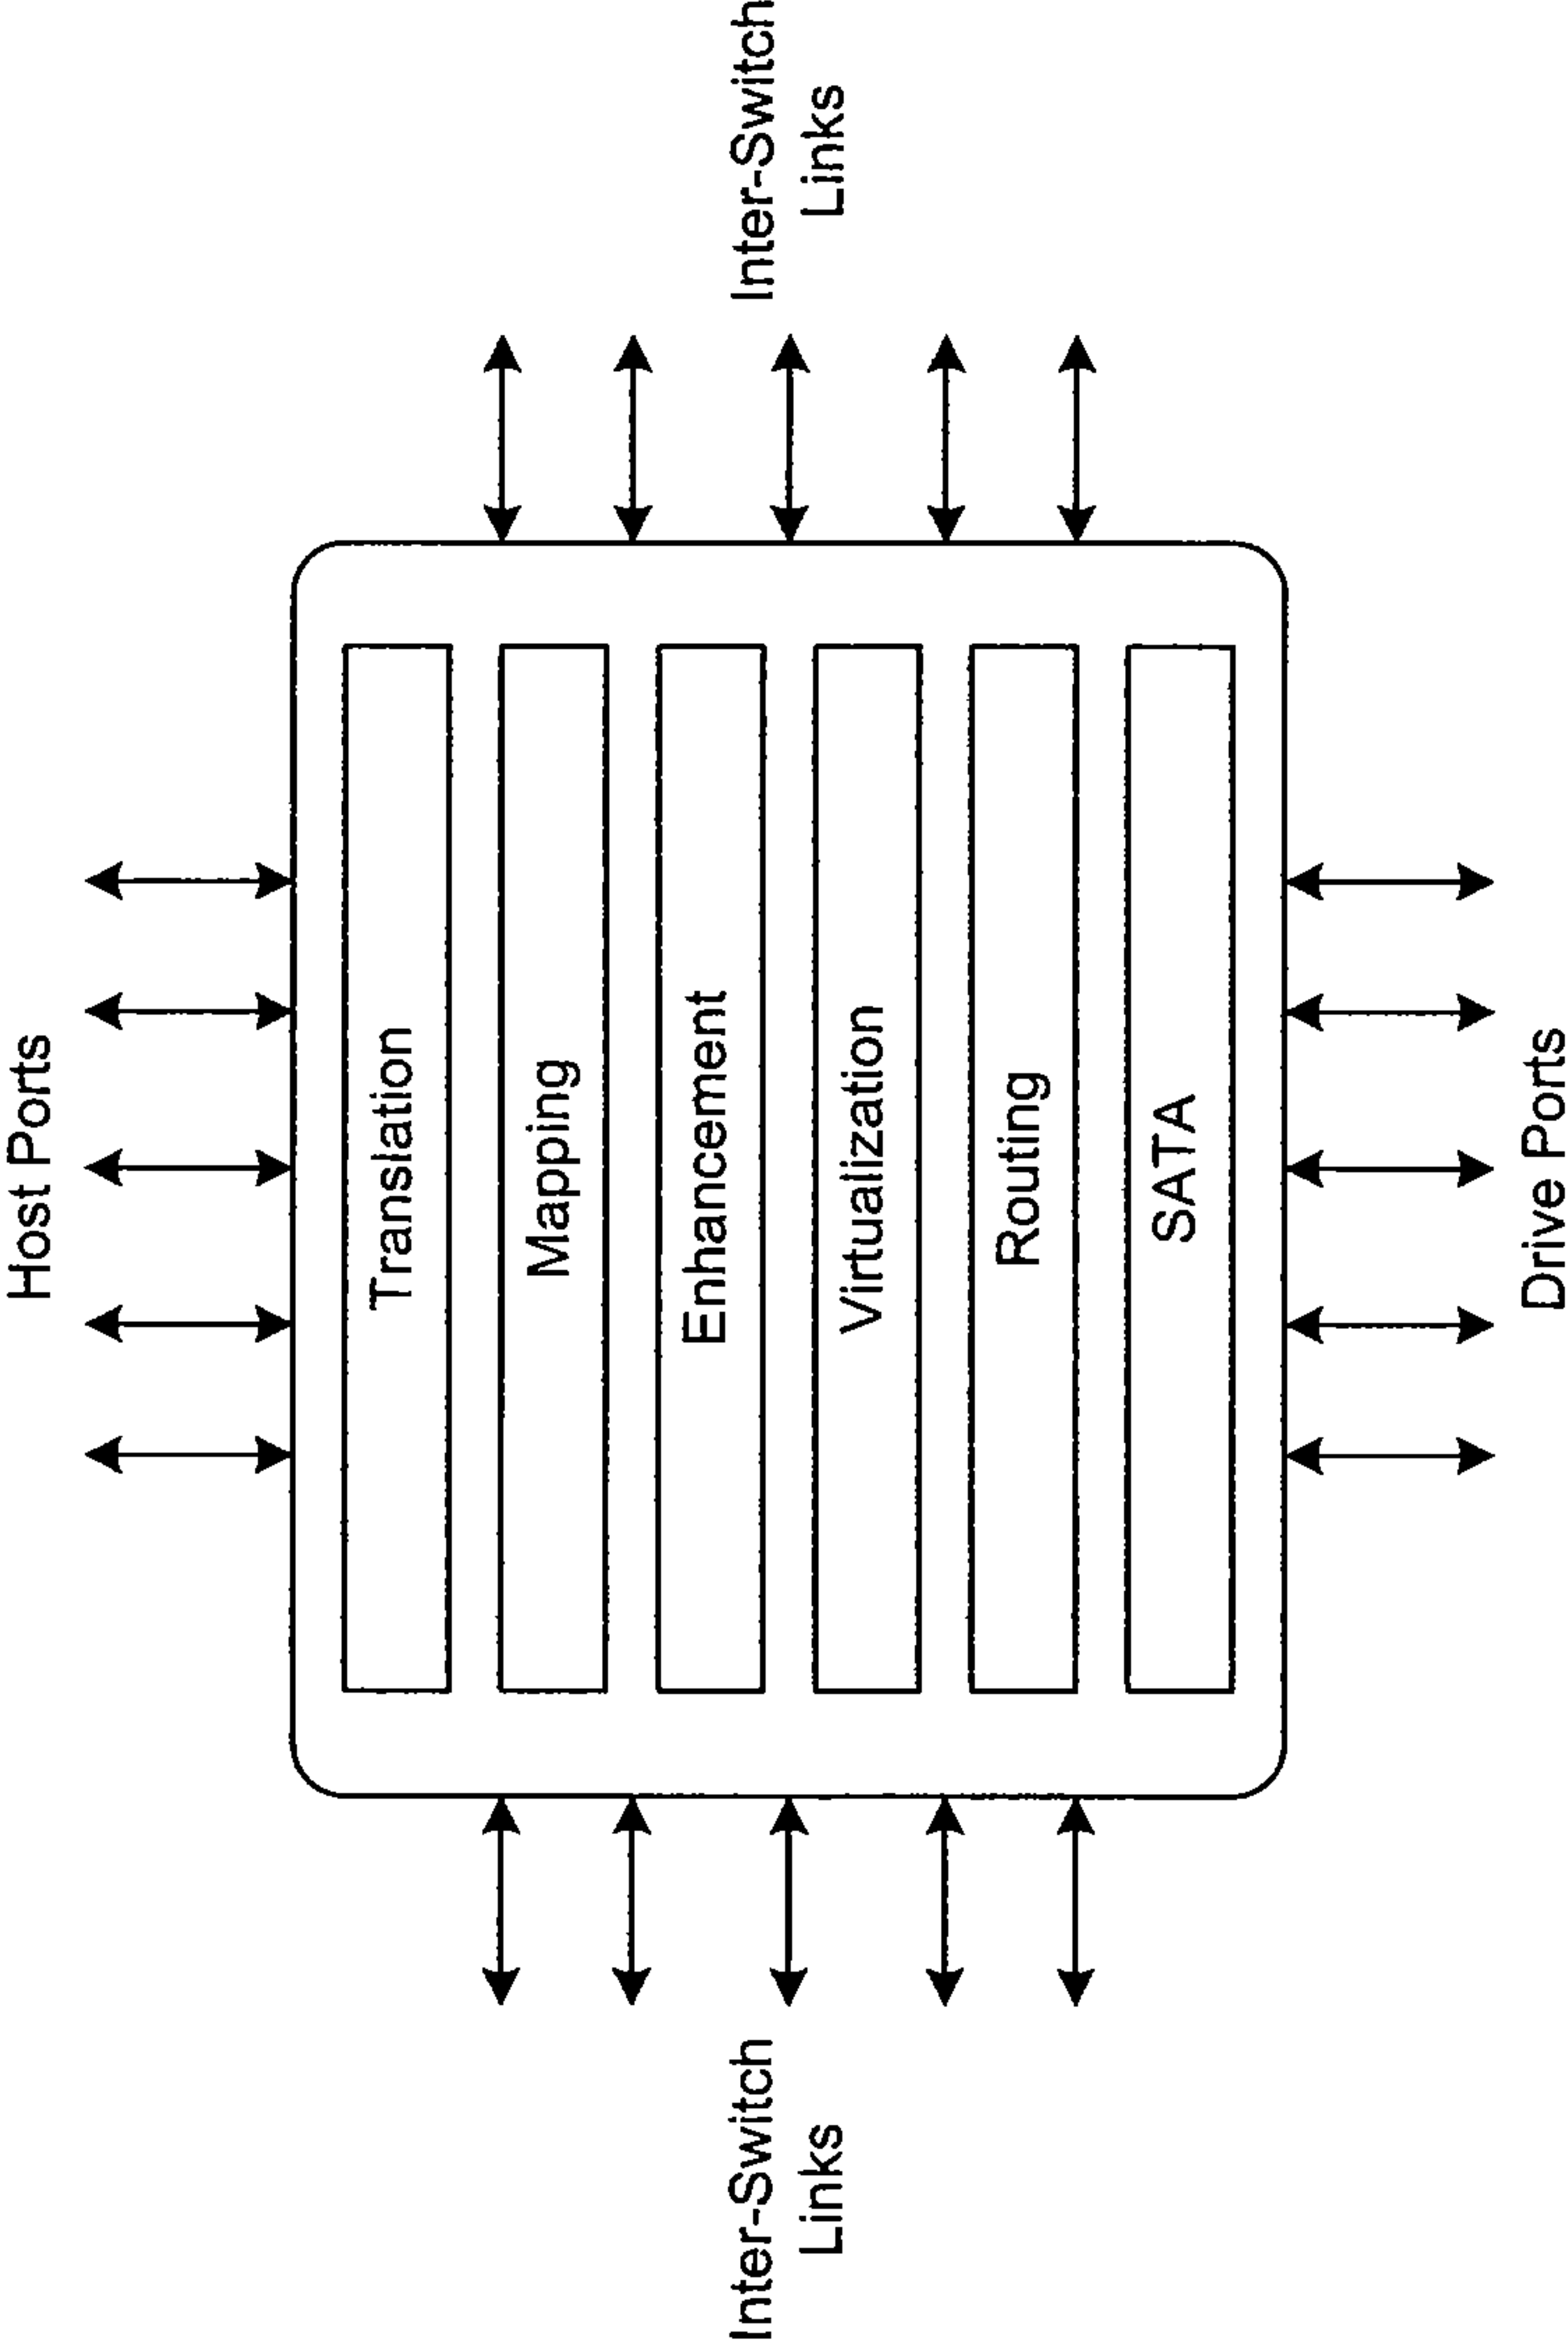 Host Ports
Translation
Mapping
Enhancement
Virtualization
Routing
SATA
Inter-Switch
Links
Inter-Switch
Links
Drive Ports